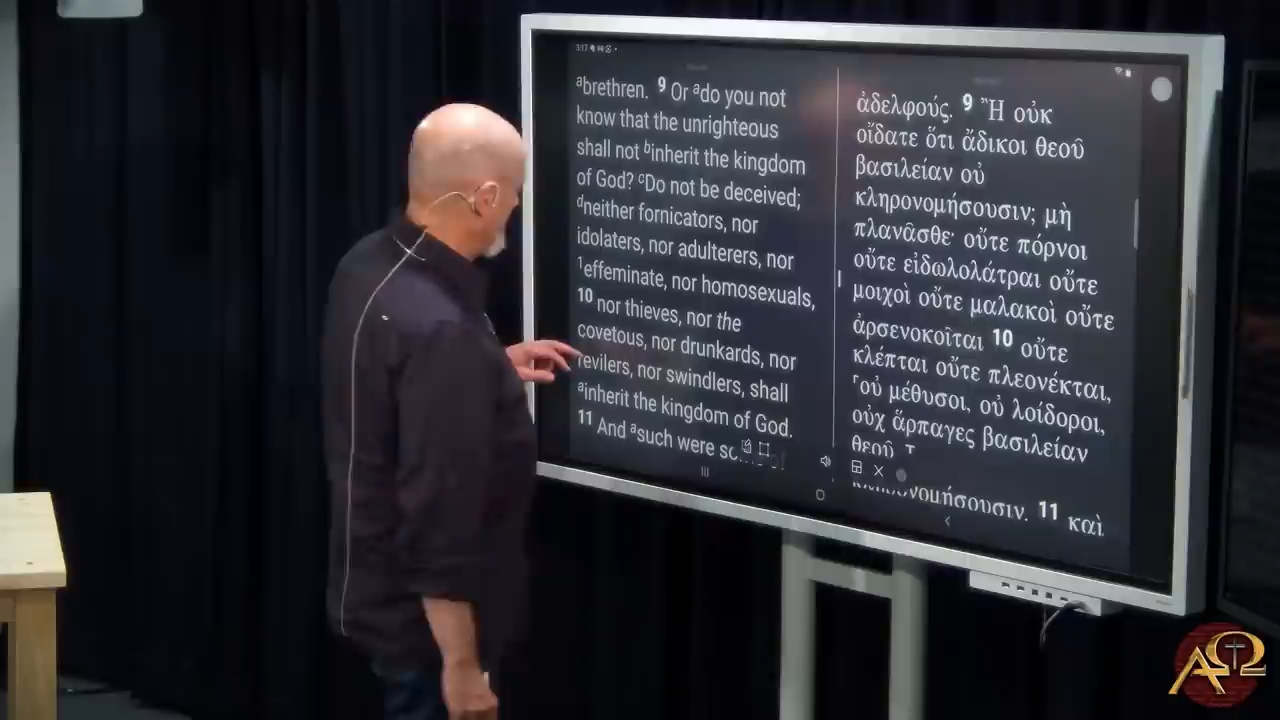 3:17
ᵃbrethren. 9 Or ᵃdo you not
know that the unrighteous
shall not ᵇinherit the kingdom
of God? ᶜDo not be deceived;
ᵈneither fornicators, nor
idolaters, nor adulterers, nor
¹effeminate, nor homosexuals,
10 nor thieves, nor the
covetous, nor drunkards, nor
revilers, nor swindlers, shall
ᵃinherit the kingdom of God.
11 And ᵃsuch were
ἀδελφούς. 9 Ἢ οὐκ
οἴδατε ὅτι ἄδικοι θεοῦ
βασιλείαν οὐ
κληρονομήσουσιν; μὴ
πλανᾶσθε· οὔτε πόρνοι
οὔτε εἰδωλολάτραι οὔτε
μοιχοὶ οὔτε μαλακοὶ οὔτε
ἀρσενοκοῖται 10 οὔτε
κλέπται οὔτε πλεονέκται,
⸀οὐ μέθυσοι, οὐ λοίδοροι,
οὐχ ἅρπαγες βασιλείαν
θεοῦ ⸆
11 καὶ
ΑΩ